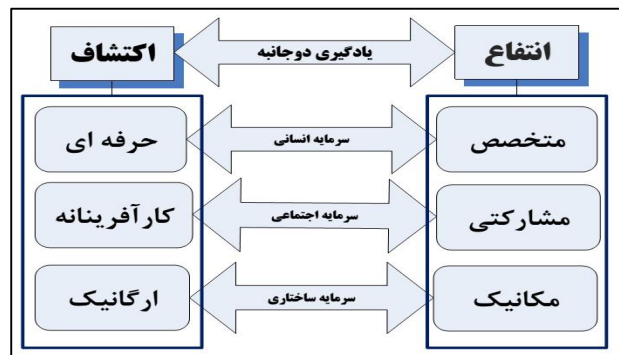 انتفاع
یادگیری دوجانبه
اکتشاف
متخصص
سرمایه انسانی
حرفه ای
مشارکتی
سرمایه اجتماعی
کارآفرینانه
مکانیک
سرمایه ساختاری
ارگانیک